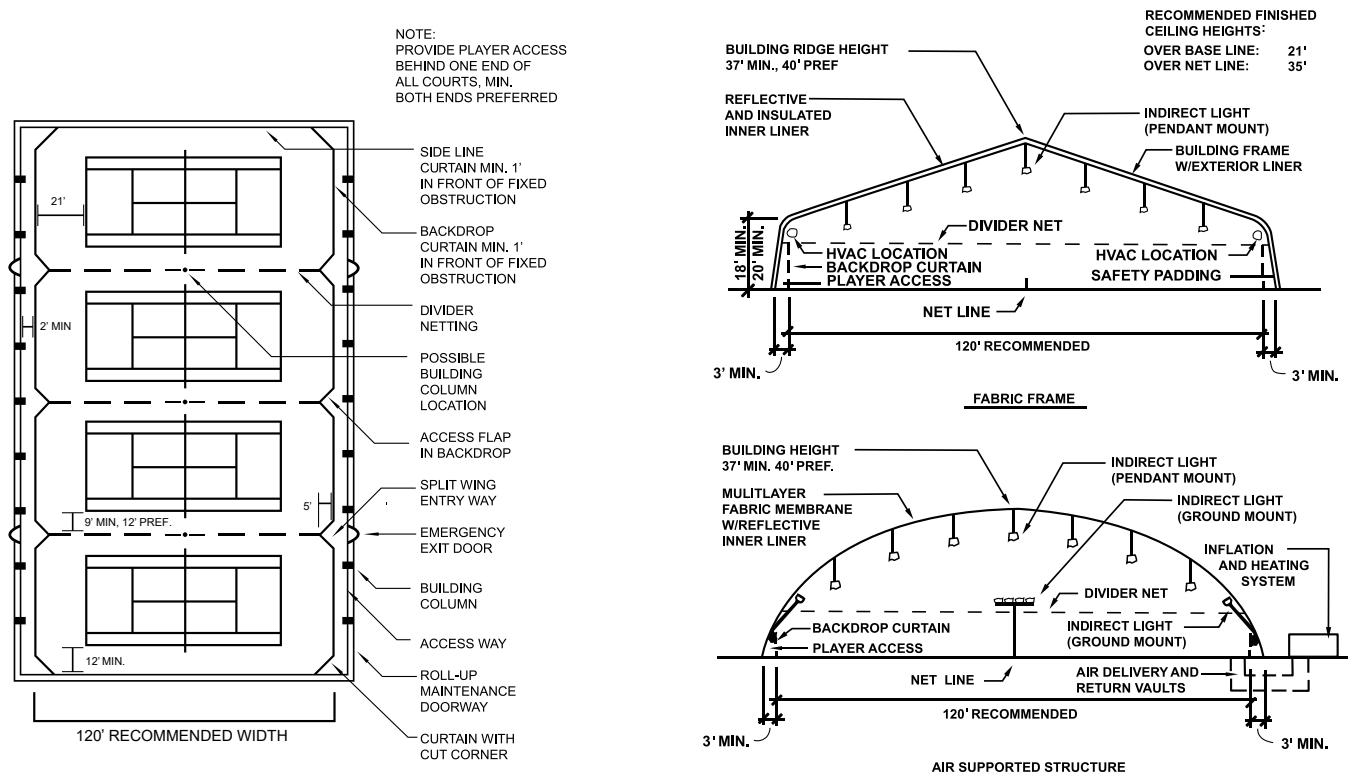 NOTE:
PROVIDE PLAYER ACCESS
BEHIND ONE END OF
ALL COURTS, MIN.
BOTH ENDS PREFERRED
SIDE LINE
CURTAIN MIN. 1'
IN FRONT OF FIXED
OBSTRUCTION
BACKDROP
CURTAIN MIN. 1'
IN FRONT OF FIXED
OBSTRUCTION
DIVIDER
NETTING
POSSIBLE
BUILDING
COLUMN
LOCATION
ACCESS FLAP
IN BACKDROP
SPLIT WING
ENTRY WAY
EMERGENCY
EXIT DOOR
BUILDING
COLUMN
ACCESS WAY
ROLL-UP
MAINTENANCE
DOORWAY
CURTAIN WITH
CUT CORNER
21'
2' MIN
5'
9' MIN, 12' PREF.
12' MIN.
120' RECOMMENDED WIDTH
RECOMMENDED FINISHED
CEILING HEIGHTS:
OVER BASE LINE: 21'
OVER NET LINE: 35'
BUILDING RIDGE HEIGHT
37' MIN., 40' PREF
REFLECTIVE
AND INSULATED
INNER LINER
INDIRECT LIGHT
(PENDANT MOUNT)
BUILDING FRAME
W/EXTERIOR LINER
18' MIN.
20' MIN.
DIVIDER NET
HVAC LOCATION
BACKDROP CURTAIN
PLAYER ACCESS
HVAC LOCATION
SAFETY PADDING
NET LINE
120' RECOMMENDED
3' MIN.
3' MIN.
FABRIC FRAME
BUILDING HEIGHT
37' MIN. 40' PREF.
MULITLAYER
FABRIC MEMBRANE
W/REFLECTIVE
INNER LINER
INDIRECT LIGHT
(PENDANT MOUNT)
INDIRECT LIGHT
(GROUND MOUNT)
INFLATION
AND HEATING
SYSTEM
DIVIDER NET
BACKDROP CURTAIN
PLAYER ACCESS
INDIRECT LIGHT
(GROUND MOUNT)
NET LINE
AIR DELIVERY AND
RETURN VAULTS
120' RECOMMENDED
3' MIN.
3' MIN.
AIR SUPPORTED STRUCTURE